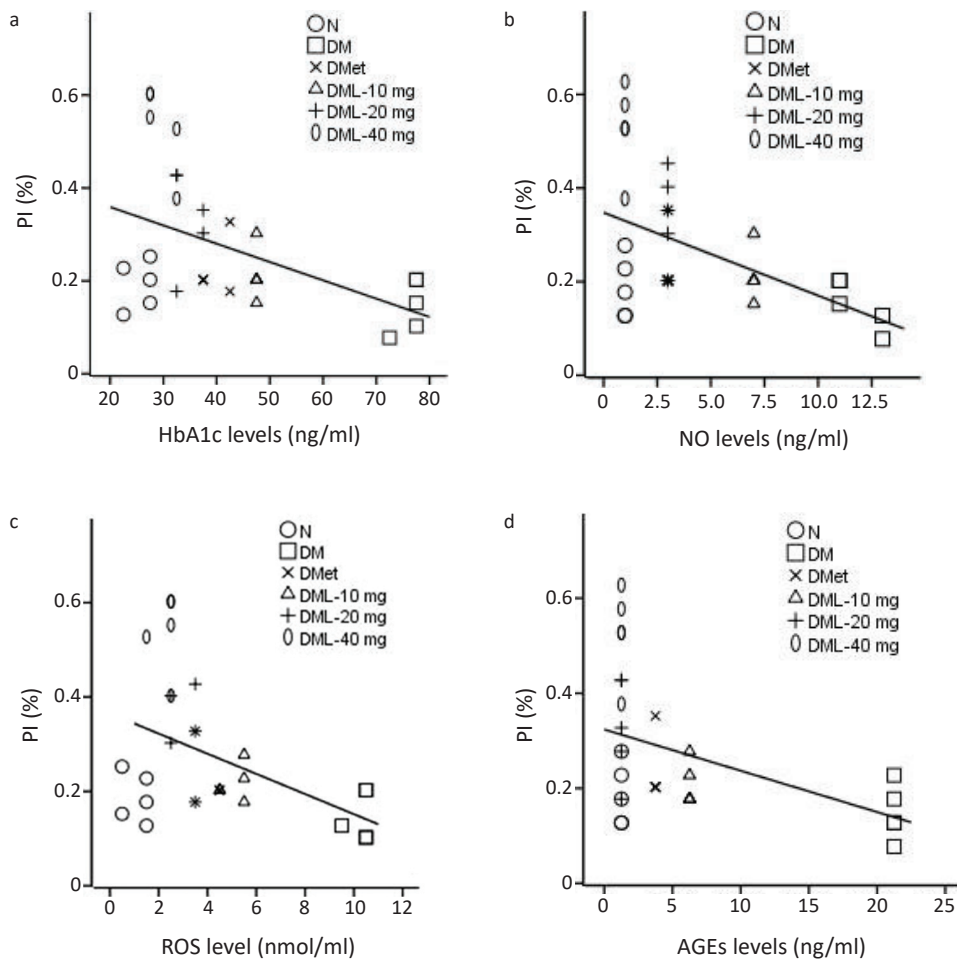 a
N
DM
DMet
DML-10 mg
DML-20 mg
DML-40 mg
PI (%)
0.6
0.4
0.2
0
20 30 40 50 60 70 80
HbA1c levels (ng/ml)
b
N
DM
DMet
DML-10 mg
DML-20 mg
DML-40 mg
PI (%)
0.6
0.4
0.2
0
0 2.5 5.0 7.5 10.0 12.5
NO levels (ng/ml)
c
N
DM
DMet
DML-10 mg
DML-20 mg
DML-40 mg
PI (%)
0.6
0.4
0.2
0
0 2 4 6 8 10 12
ROS level (nmol/ml)
d
N
DM
DMet
DML-10 mg
DML-20 mg
DML-40 mg
PI (%)
0.6
0.4
0.2
0
0 5 10 15 20 25
AGEs levels (ng/ml)